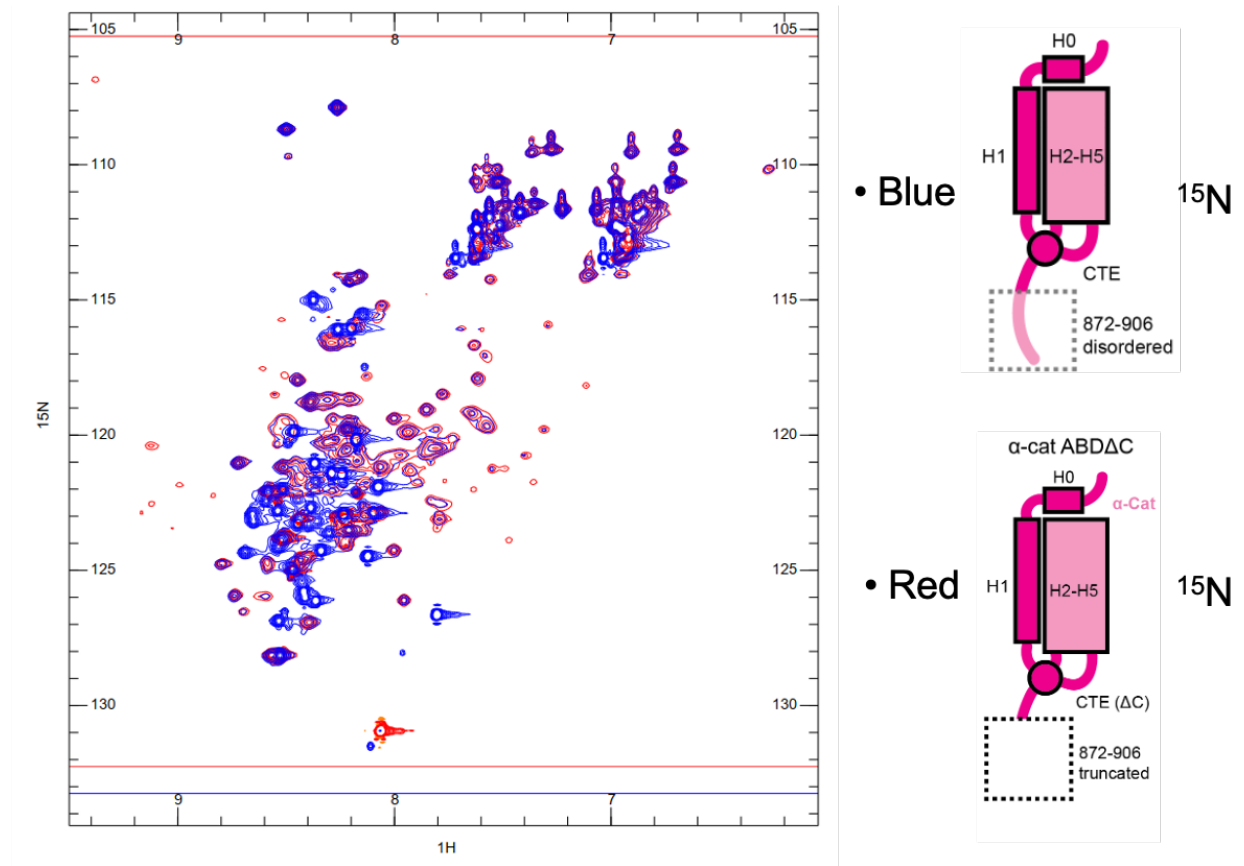 105
105
9
8
7
110
110
115
115
120
120
125
125
130
130
9
8
7
15N
1H
• Blue
H0
H1
H2-H5
CTE
872-906
disordered
¹⁵N
• Red
α-cat ABDΔC
H0
α-Cat
H1
H2-H5
CTE (ΔC)
872-906
truncated
¹⁵N